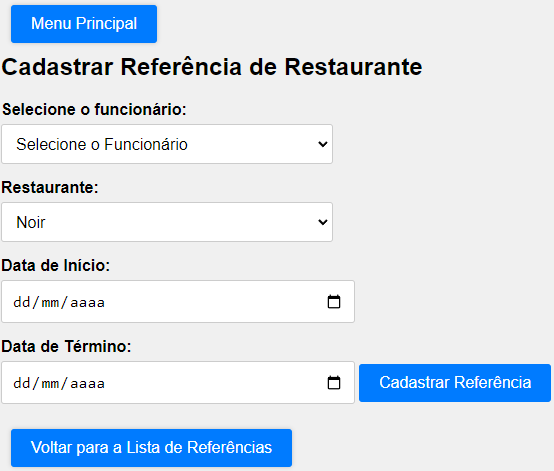 Menu Principal
Cadastrar Referência de Restaurante
Selecione o funcionário:
Selecione o Funcionário
Restaurante:
Noir
Data de Início:
dd/mm/aaaa
Data de Término:
dd/mm/aaaa Cadastrar Referência
Voltar para a Lista de Referências